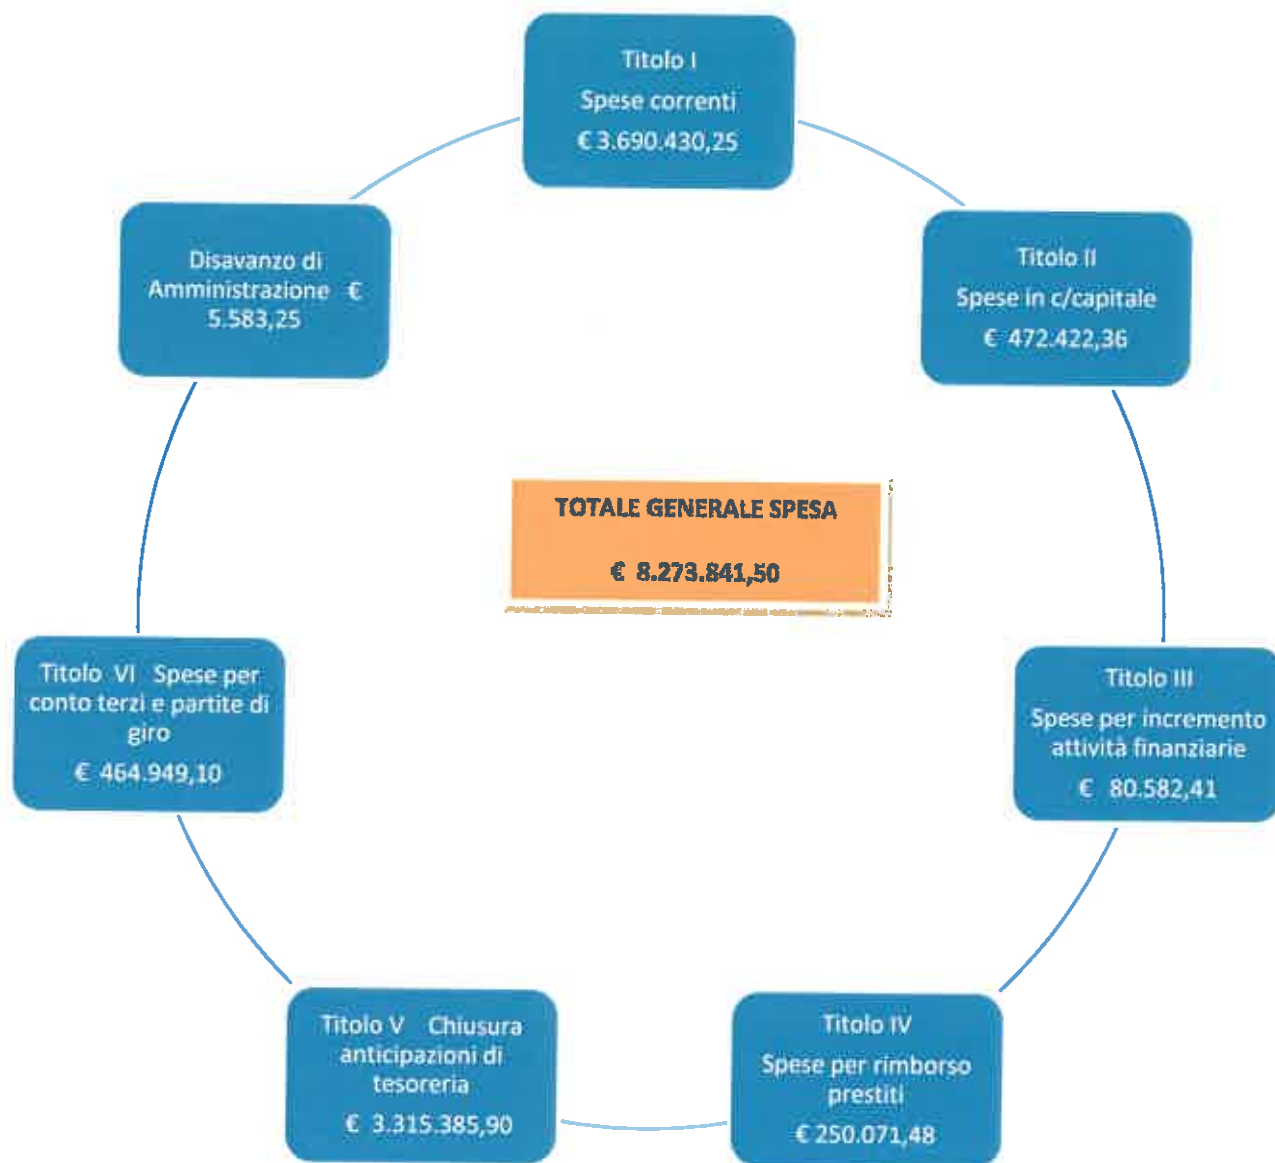 Titolo I
Spese correnti
€ 3.690.430,25
Titolo II
Spese in c/capitale
€ 472.422,36
Titolo III
Spese per incremento
attività finanziarie
€ 80.582,41
Titolo IV
Spese per rimborso
prestiti
€ 250.071,48
Titolo V Chiusura
anticipazioni di
tesoreria
€ 3.315.385,90
Titolo VI Spese per
conto terzi e partite di
giro
€ 464.949,10
Disavanzo di
Amministrazione €
5.583,25
TOTALE GENERALE SPESA
€ 8.273.841,50